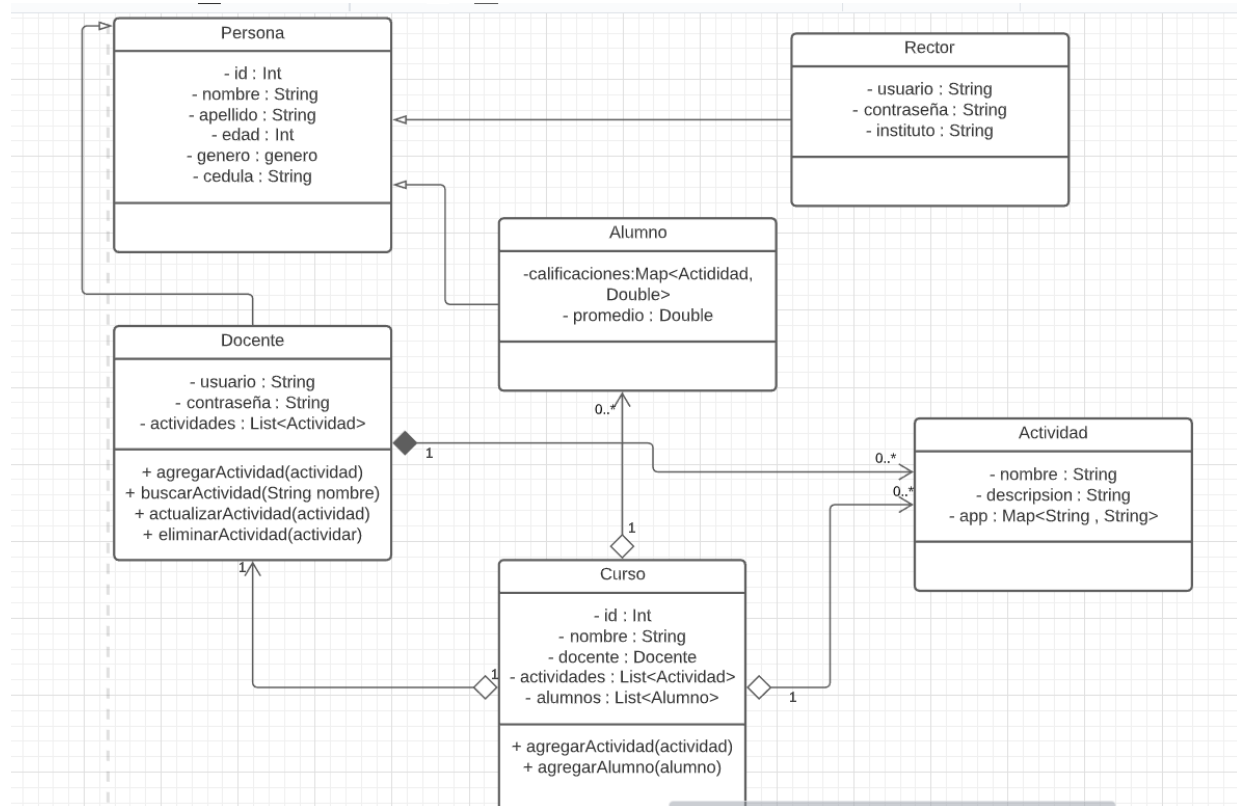 Persona
- id : Int
- nombre : String
- apellido : String
- edad : Int
- genero : genero
- cedula : String
Rector
- usuario : String
- contraseña : String
- instituto : String
Alumno
-calificaciones:Map<Actididad,
Double>
- promedio : Double
Docente
- usuario : String
- contraseña : String
- actividades : List<Actividad>
+ agregarActividad(actividad)
+ buscarActividad(String nombre)
+ actualizarActividad(actividad)
+ eliminarActividad(actividar)
1
0..*
0..*
0..*
Actividad
- nombre : String
- descripsion : String
- app : Map<String , String>
1
1
Curso
- id : Int
- nombre : String
- docente : Docente
- actividades : List<Actividad>
- alumnos : List<Alumno>
+ agregarActividad(actividad)
+ agregarAlumno(alumno)
1
1